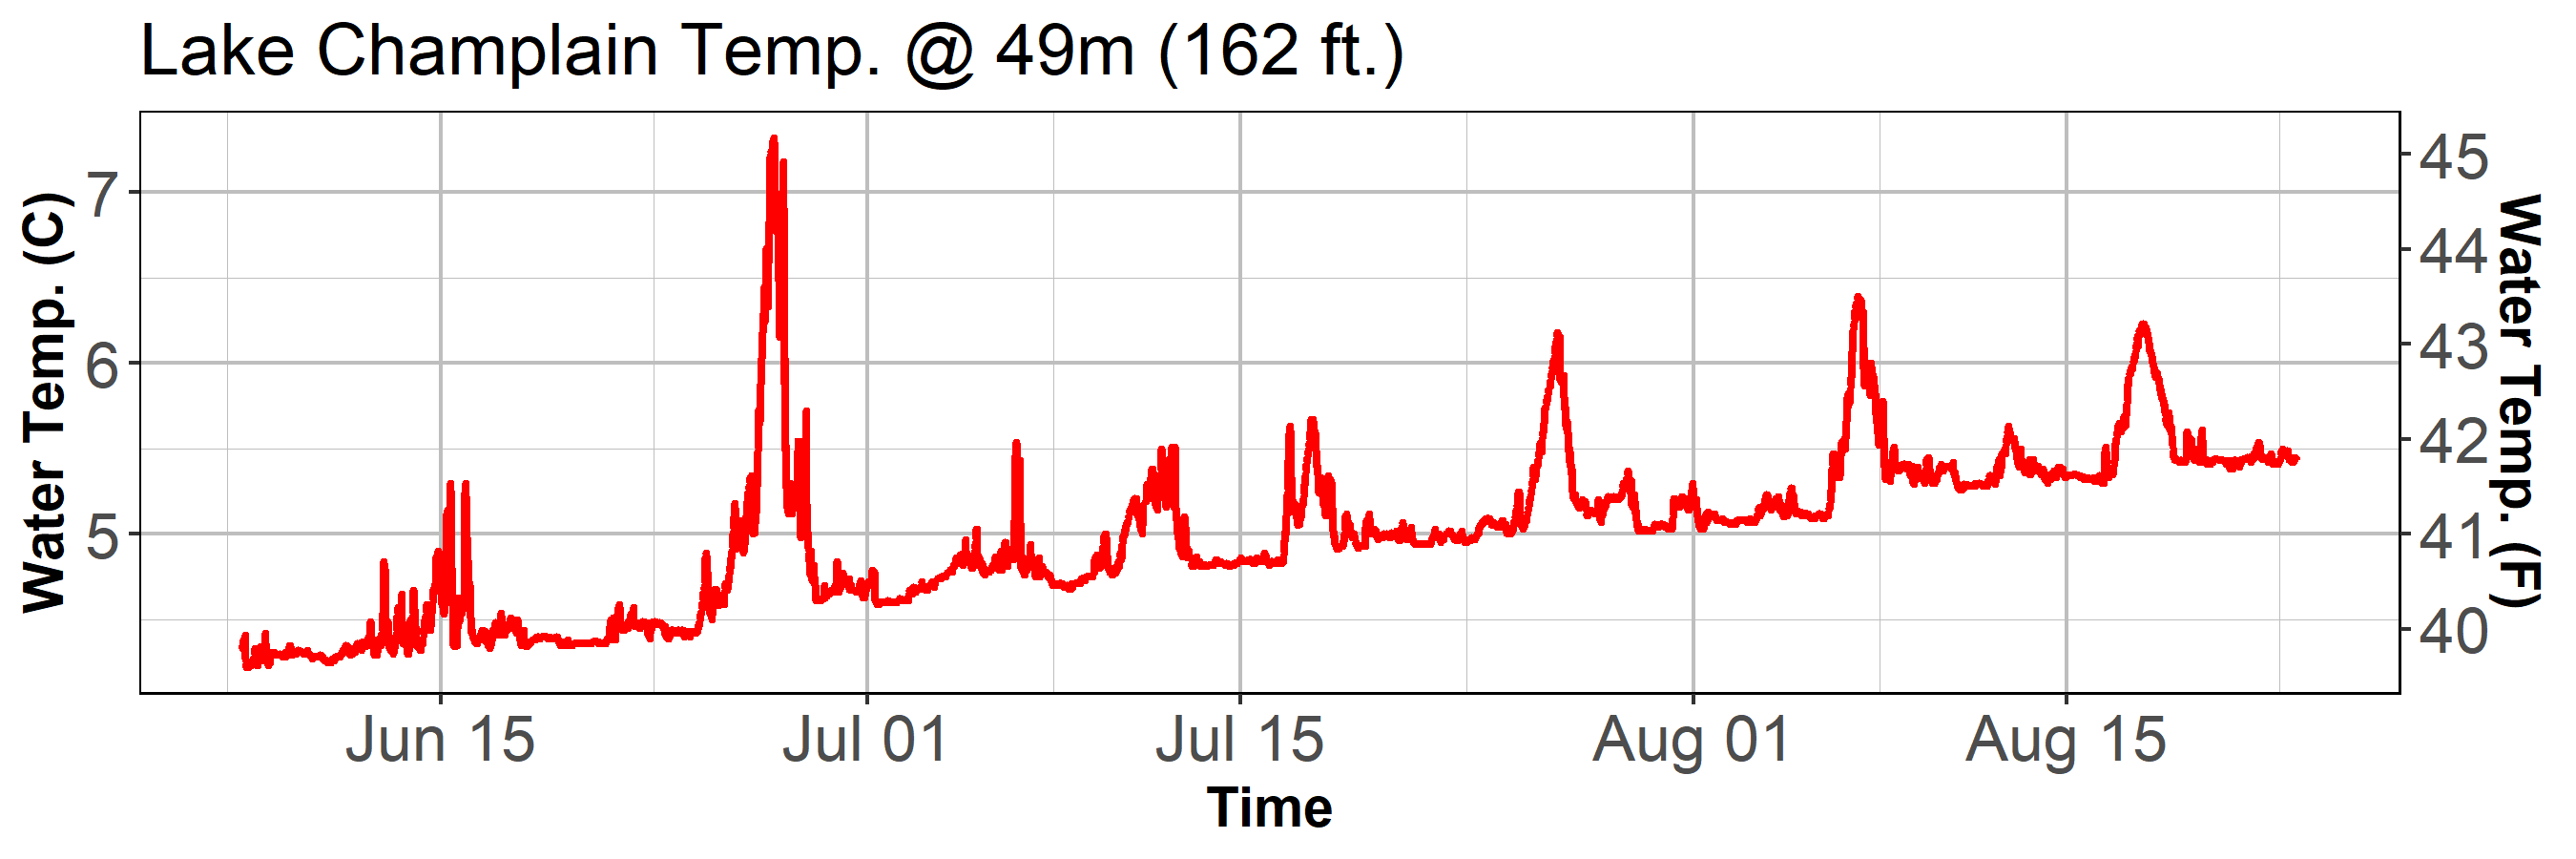 Lake Champlain Temp. @ 49m (162 ft.)
Water Temp. (C)
7
6
5
45
44
43
42
41
40
Water Temp. (F)
Jun 15 Jul 01 Jul 15 Aug 01 Aug 15
Time